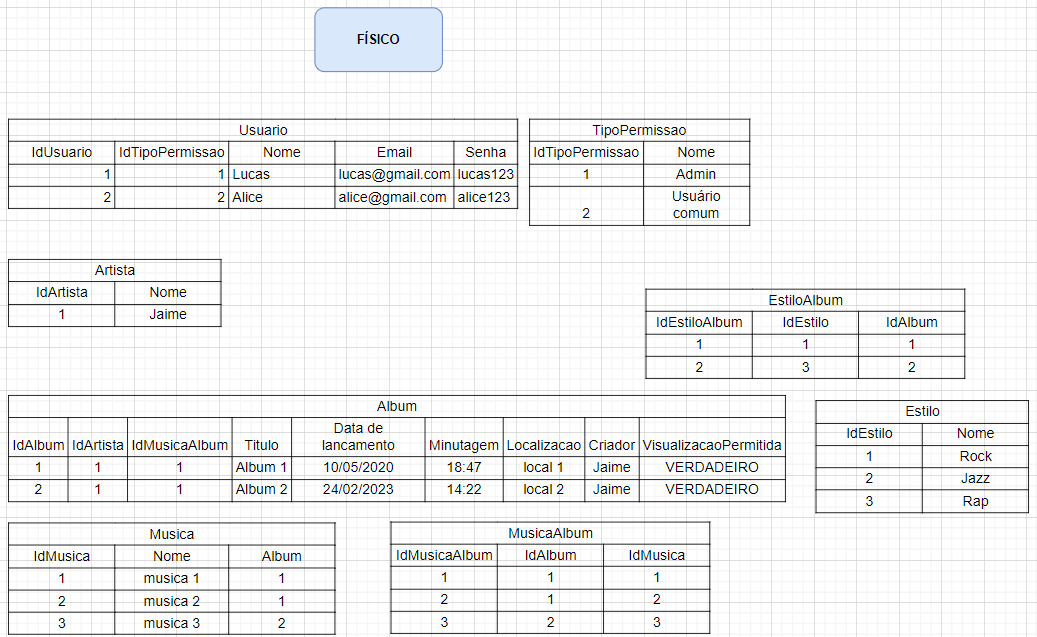 FÍSICO
Usuario
IdUsuario IdTipoPermissao Nome Email Senha
1 1 Lucas lucas@gmail.com lucas123
2 2 Alice alice@gmail.com alice123
TipoPermissao
IdTipoPermissao Nome
1 Admin
2 Usuário
comum
Artista
IdArtista Nome
1 Jaime
EstiloAlbum
IdEstiloAlbum IdEstilo IdAlbum
1 1 1
2 3 2
Album
IdAlbum IdArtista IdMusicaAlbum Titulo Data de
lancamento Minutagem Localizacao Criador VisualizacaoPermitida
1 1 1 Album 1 10/05/2020 18:47 local 1 Jaime VERDADEIRO
2 1 1 Album 2 24/02/2023 14:22 local 2 Jaime VERDADEIRO
Estilo
IdEstilo Nome
1 Rock
2 Jazz
3 Rap
Musica
IdMusica Nome Album
1 musica 1 1
2 musica 2 1
3 musica 3 2
MusicaAlbum
IdMusicaAlbum IdAlbum IdMusica
1 1 1
2 1 2
3 2 3